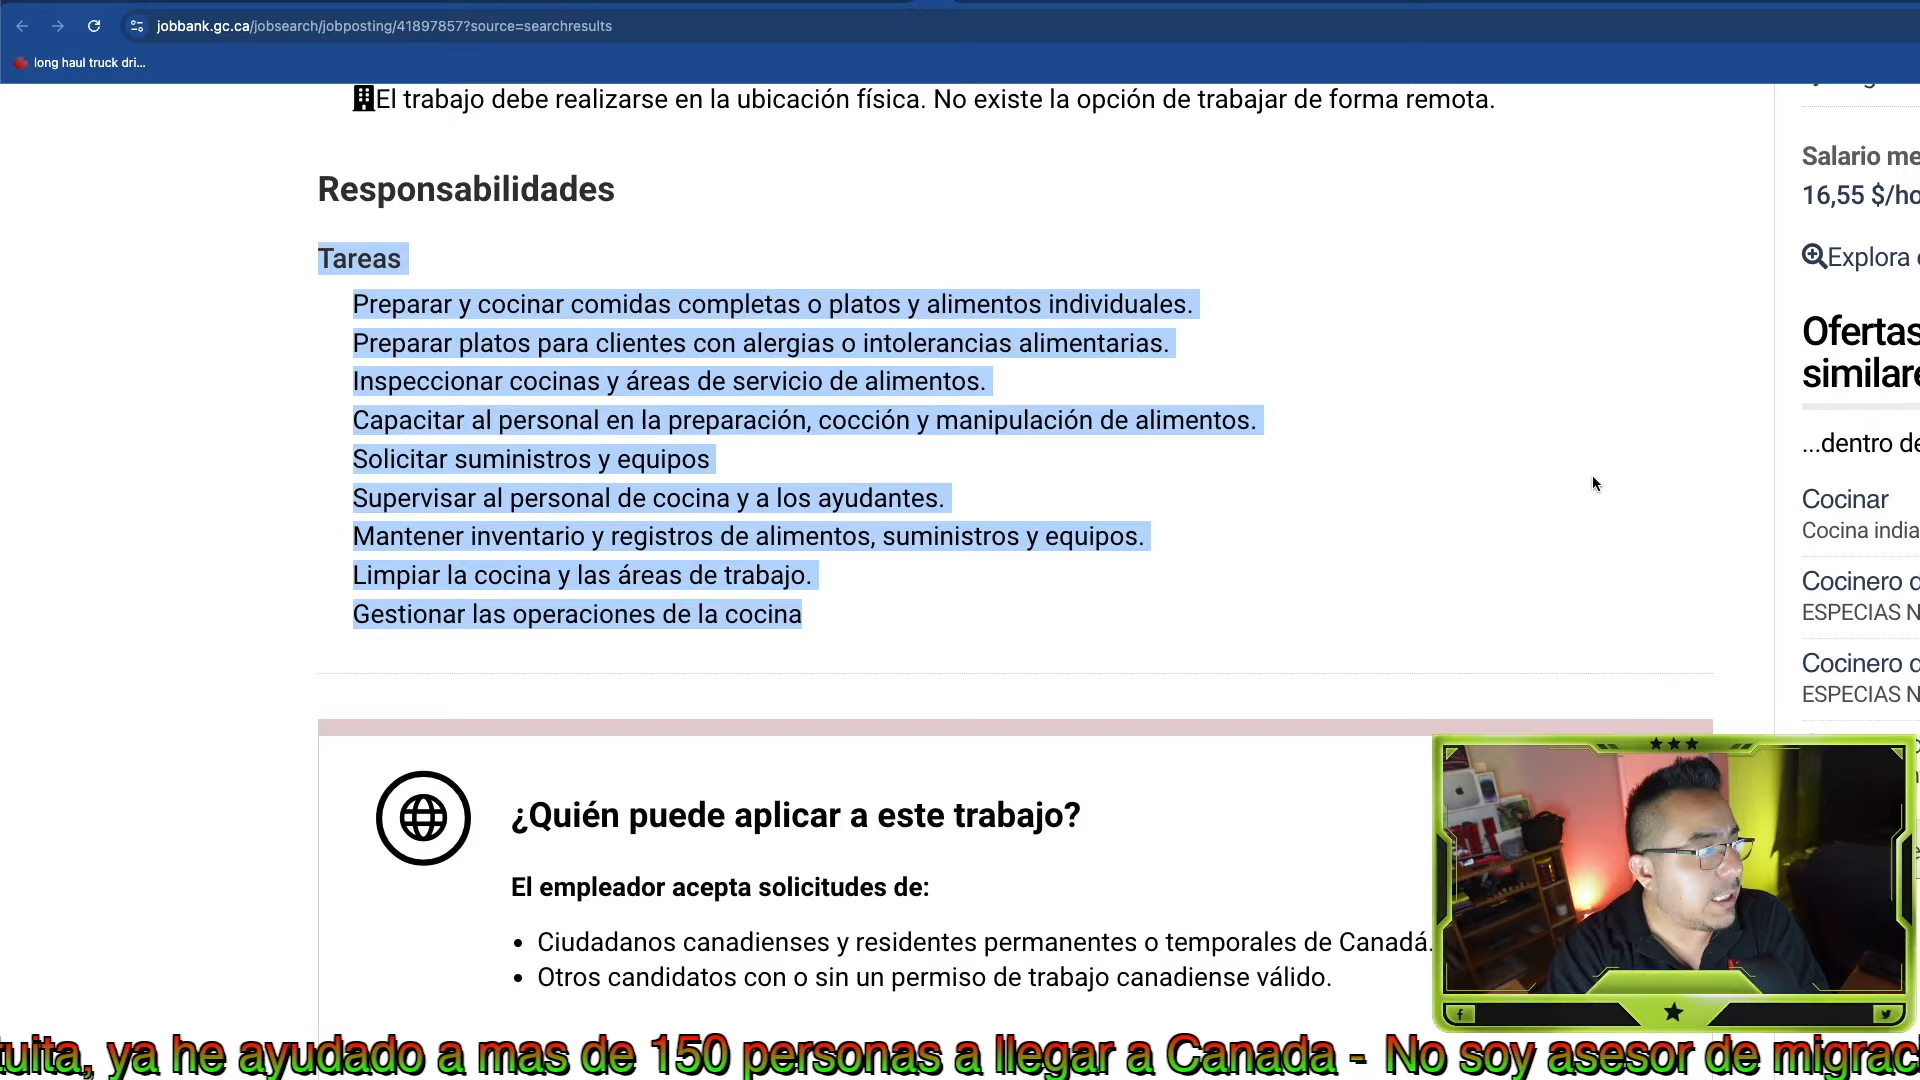 jobbank.gc.ca/jobsearch/jobposting/41897857?source=searchresults
long haul truck dri...
El trabajo debe realizarse en la ubicación física. No existe la opción de trabajar de forma remota.
Responsabilidades
Tareas
Preparar y cocinar comidas completas o platos y alimentos individuales.
Preparar platos para clientes con alergias o intolerancias alimentarias.
Inspeccionar cocinas y áreas de servicio de alimentos.
Capacitar al personal en la preparación, cocción y manipulación de alimentos.
Solicitar suministros y equipos
Supervisar al personal de cocina y a los ayudantes.
Mantener inventario y registros de alimentos, suministros y equipos.
Limpiar la cocina y las áreas de trabajo.
Gestionar las operaciones de la cocina
¿Quién puede aplicar a este trabajo?
El empleador acepta solicitudes de:
Ciudadanos canadienses y residentes permanentes o temporales de Canadá.
Otros candidatos con o sin un permiso de trabajo canadiense válido.
Salario me
16,55 $/ho
Explora
Ofertas
similare
...dentro de
Cocinar
Cocina india
Cocinero d
ESPECIAS N
Cocinero d
ESPECIAS N
tuita, ya he ayudado a mas de 150 personas a llegar a Canada - No soy asesor de migrac